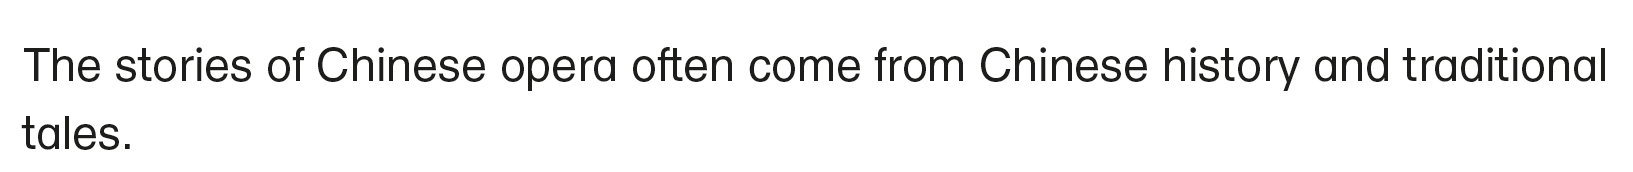 The stories of Chinese opera often come from Chinese history and traditional
tales.